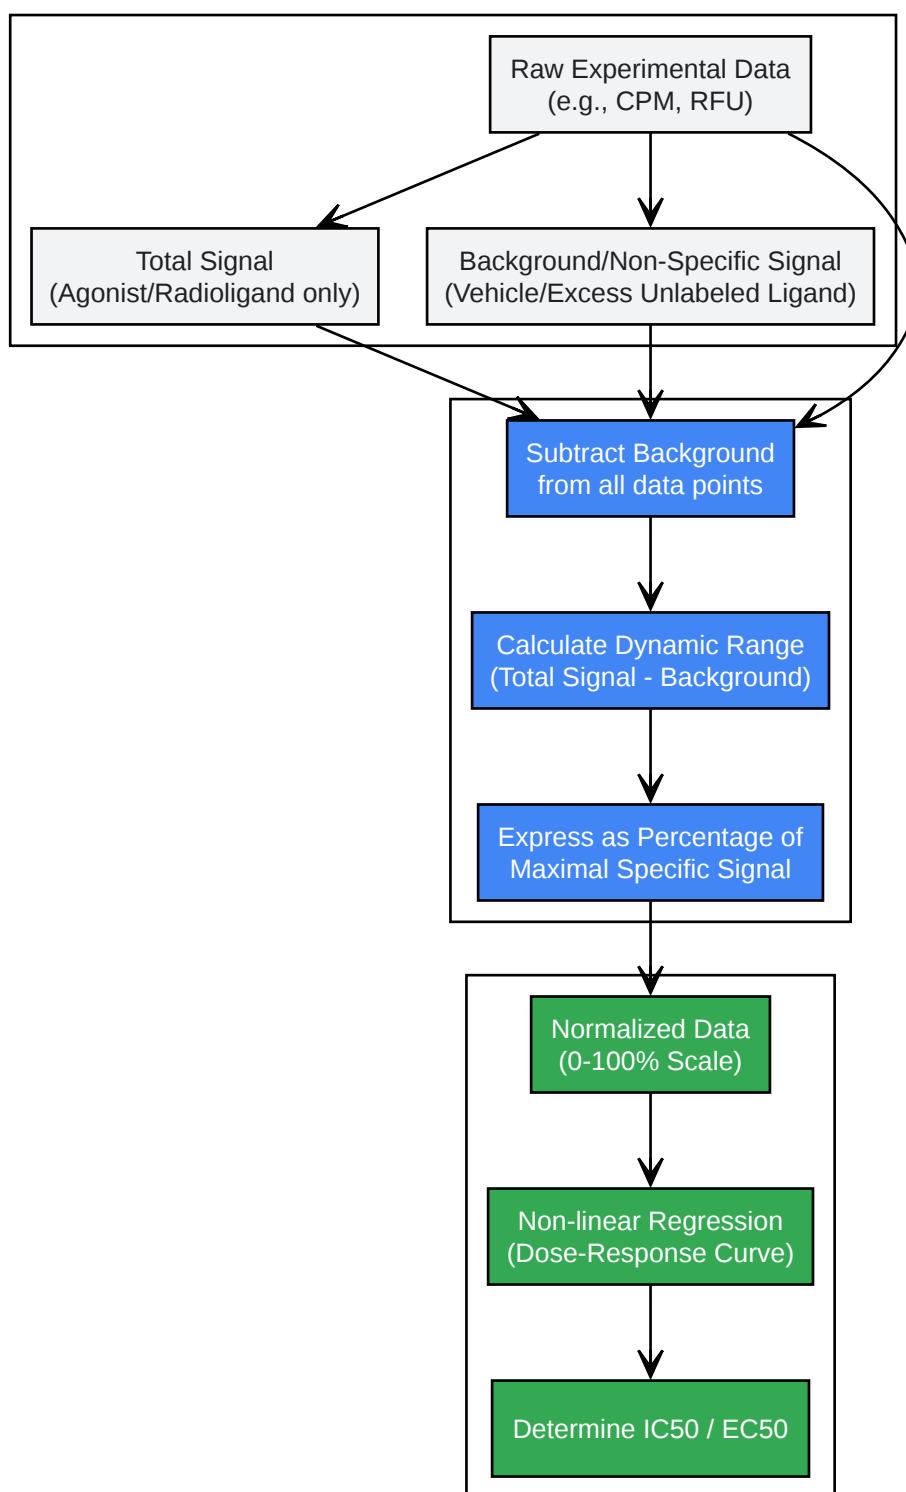 Raw Experimental Data
(e.g., CPM, RFU)
Total Signal
(Agonist/Radioligand only)
Background/Non-Specific Signal
(Vehicle/Excess Unlabeled Ligand)
Subtract Background
from all data points
Calculate Dynamic Range
(Total Signal - Background)
Express as Percentage of
Maximal Specific Signal
Normalized Data
(0-100% Scale)
Non-linear Regression
(Dose-Response Curve)
Determine IC50 / EC50